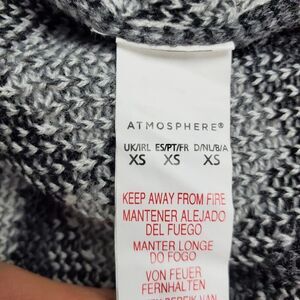 ATMOSPHERE®
UK/IRL ES/PT/FR D/NL/B/A
XS XS XS
KEEP AWAY FROM FIRE
MANTENER ALEJADO
DEL FUEGO
MANTER LONGE
DO FOGO
VON FEUER
FERNHALTEN